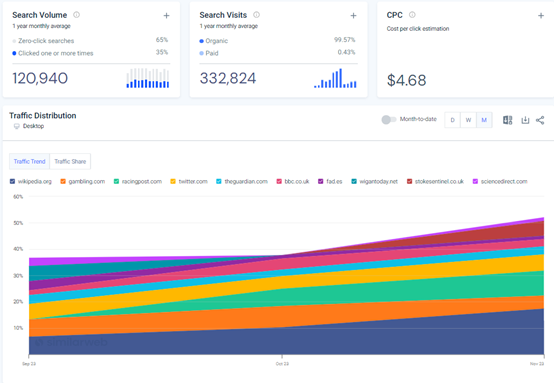 Search Volume
1 year monthly average
Zero-click searches 65%
Clicked one or more times 35%
120,940
Search Visits
1 year monthly average
Organic 99.57%
Paid 0.43%
332,824
CPC
Cost per click estimation
$4.68
Traffic Distribution
Desktop
Month-to-date D W M
Traffic Trend Traffic Share
wikipedia.org gambling.com racingpost.com twitter.com theguardian.com bbc.co.uk fad.es wigantoday.net stokesentinel.co.uk sciencedirect.com
60%
50%
40%
30%
20%
10%
Sep 23 Oct 23 Nov 23